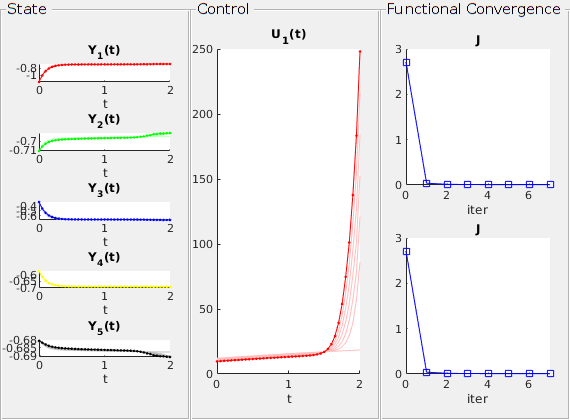 State
Control
Functional Convergence
Y1(t)
-0.8
-1
0 1 2
t
Y2(t)
-0.7
-0.71
0 1 2
t
Y3(t)
-0.4
-0.6
0 1 2
t
Y4(t)
-0.6
-0.65
-0.7
0 1 2
t
Y5(t)
-0.68
-0.685
-0.69
0 1 2
t
U1(t)
250
200
150
100
50
0
0 1 2
t
J
3
2
1
0
0 2 4 6
iter
J
3
2
1
0
0 2 4 6
iter